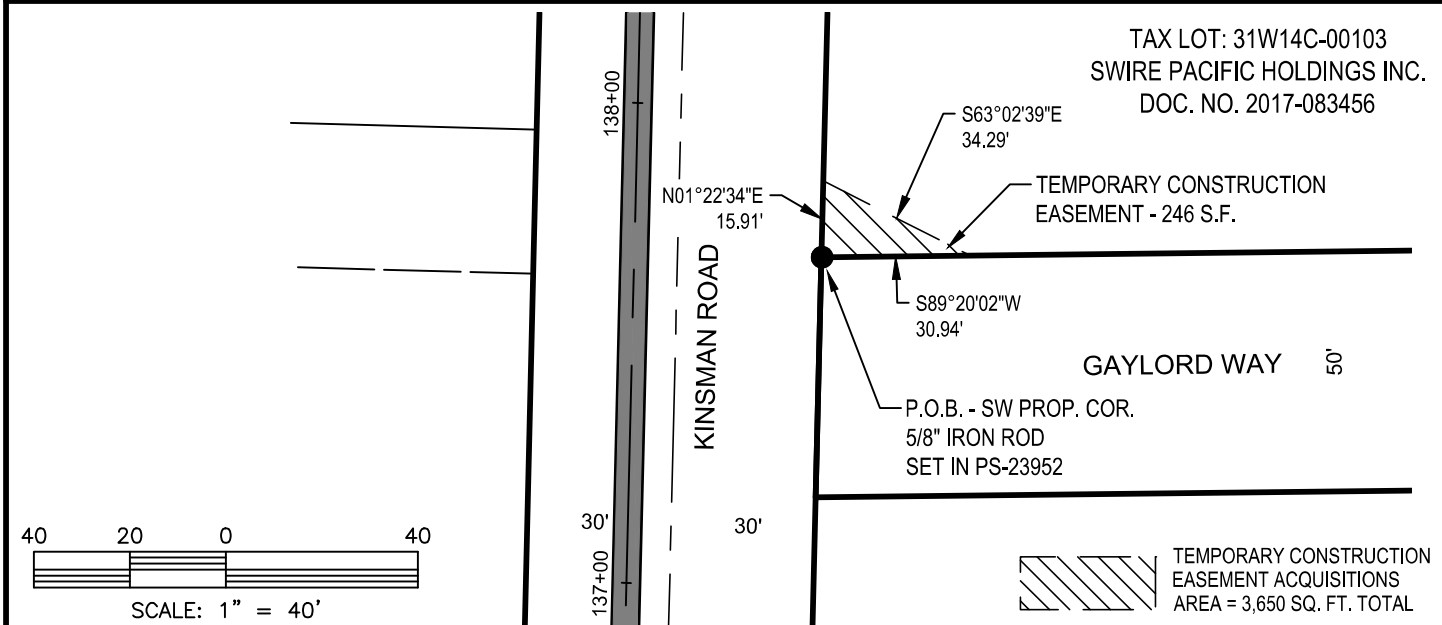 TAX LOT: 31W14C-00103
SWIRE PACIFIC HOLDINGS INC.
DOC. NO. 2017-083456
138+00
S63°02'39"E
34.29'
TEMPORARY CONSTRUCTION
EASEMENT - 246 S.F.
N01°22'34"E
15.91'
KINSMAN ROAD
S89°20'02"W
30.94'
GAYLORD WAY
50'
P.O.B. - SW PROP. COR.
5/8" IRON ROD
SET IN PS-23952
30'
30'
137+00
40 20 0 40
SCALE: 1" = 40'
TEMPORARY CONSTRUCTION
EASEMENT ACQUISITIONS
AREA = 3,650 SQ. FT. TOTAL